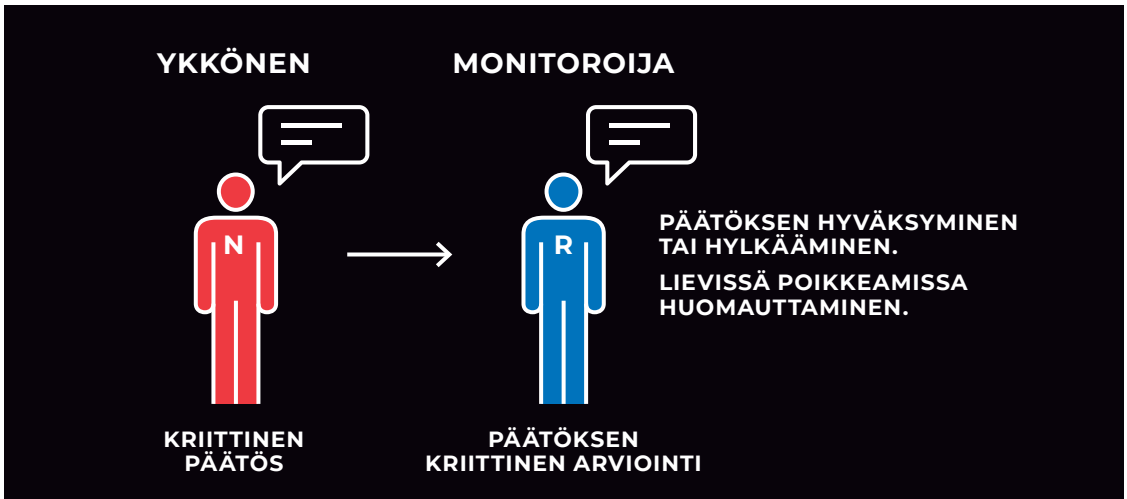 YKKÖNEN
MONITOROIJA
N
R
PÄÄTÖKSEN HYVÄKSYMINEN
TAI HYLKÄÄMINEN.
LIEVISSÄ POIKKEAMISSA
HUOMAUTTAMINEN.
KRIITTINEN
PÄÄTÖS
PÄÄTÖKSEN
KRIITTINEN ARVIOINTI